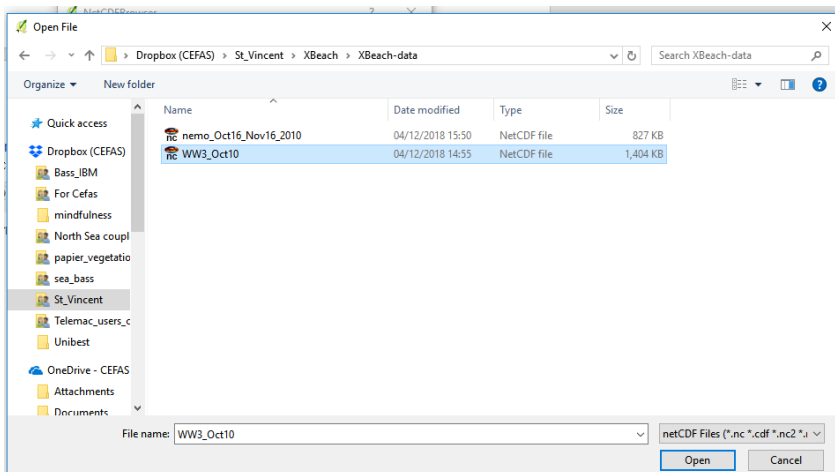 NetCDFBrowser ? ×
Open File ×
Dropbox (CEFAS) > St_Vincent > XBeach > XBeach-data
Search XBeach-data
Organize
New folder
Name Date modified Type Size
Quick access
Dropbox (CEFAS)
Bass_IBM
For Cefas
mindfulness
North Sea coupl
papier_vegetatio
sea_bass
St_Vincent
Telemac_users_c
Unibest
OneDrive - CEFAS
Attachments
Documents
nc nemo_Oct16_Nov16_2010 04/12/2018 15:50 NetCDF file 827 KB
nc WW3_Oct10 04/12/2018 14:55 NetCDF file 1,404 KB
File name: WW3_Oct10
netCDF Files (*.nc *.cdf *.nc2 *.
Open Cancel